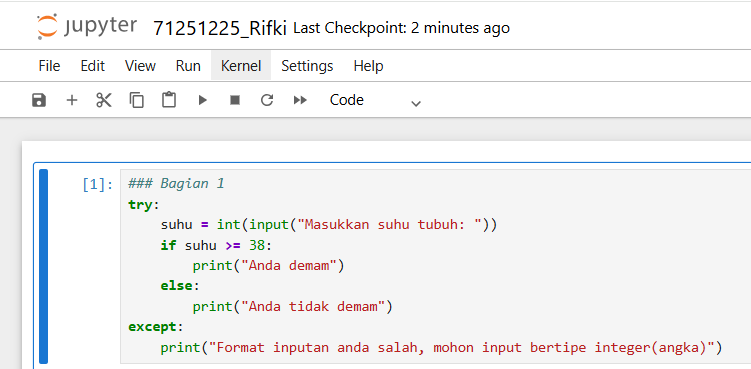 jupyter 71251225_Rifki Last Checkpoint: 2 minutes ago
File Edit View Run Kernel Settings Help
Code
[1]: ### Bagian 1
try:
    suhu = int(input("Masukkan suhu tubuh: "))
    if suhu >= 38:
        print("Anda demam")
    else:
        print("Anda tidak demam")
except:
    print("Format inputan anda salah, mohon input bertipe integer(angka)")